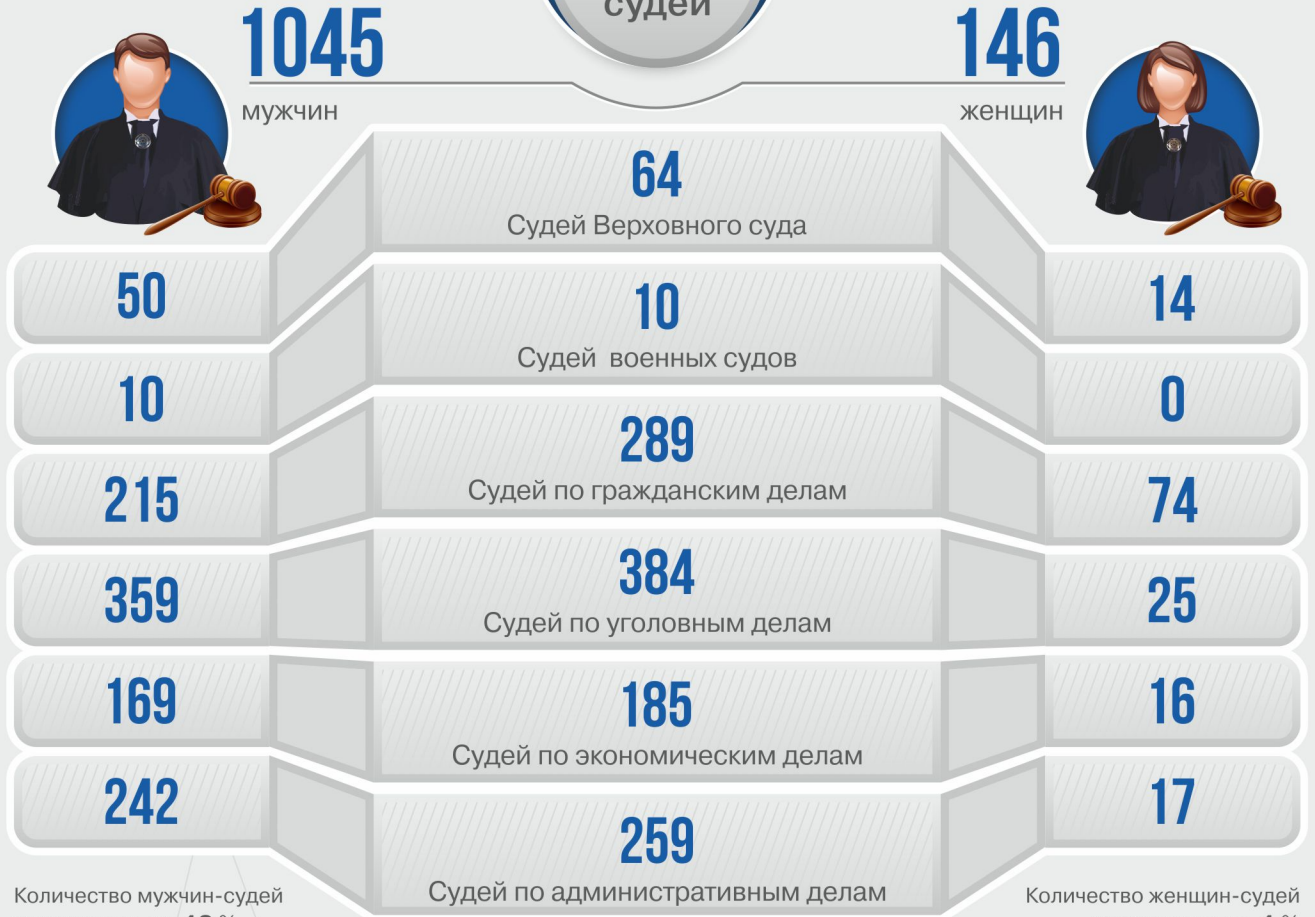 судей
1045
мужчин
146
женщин
64
Судей Верховного суда
50
14
10
Судей военных судов
10
0
289
Судей по гражданским делам
215
74
384
Судей по уголовным делам
359
25
185
Судей по экономическим делам
169
16
259
Судей по административным делам
242
17
Количество мужчин-судей
Количество женщин-судей